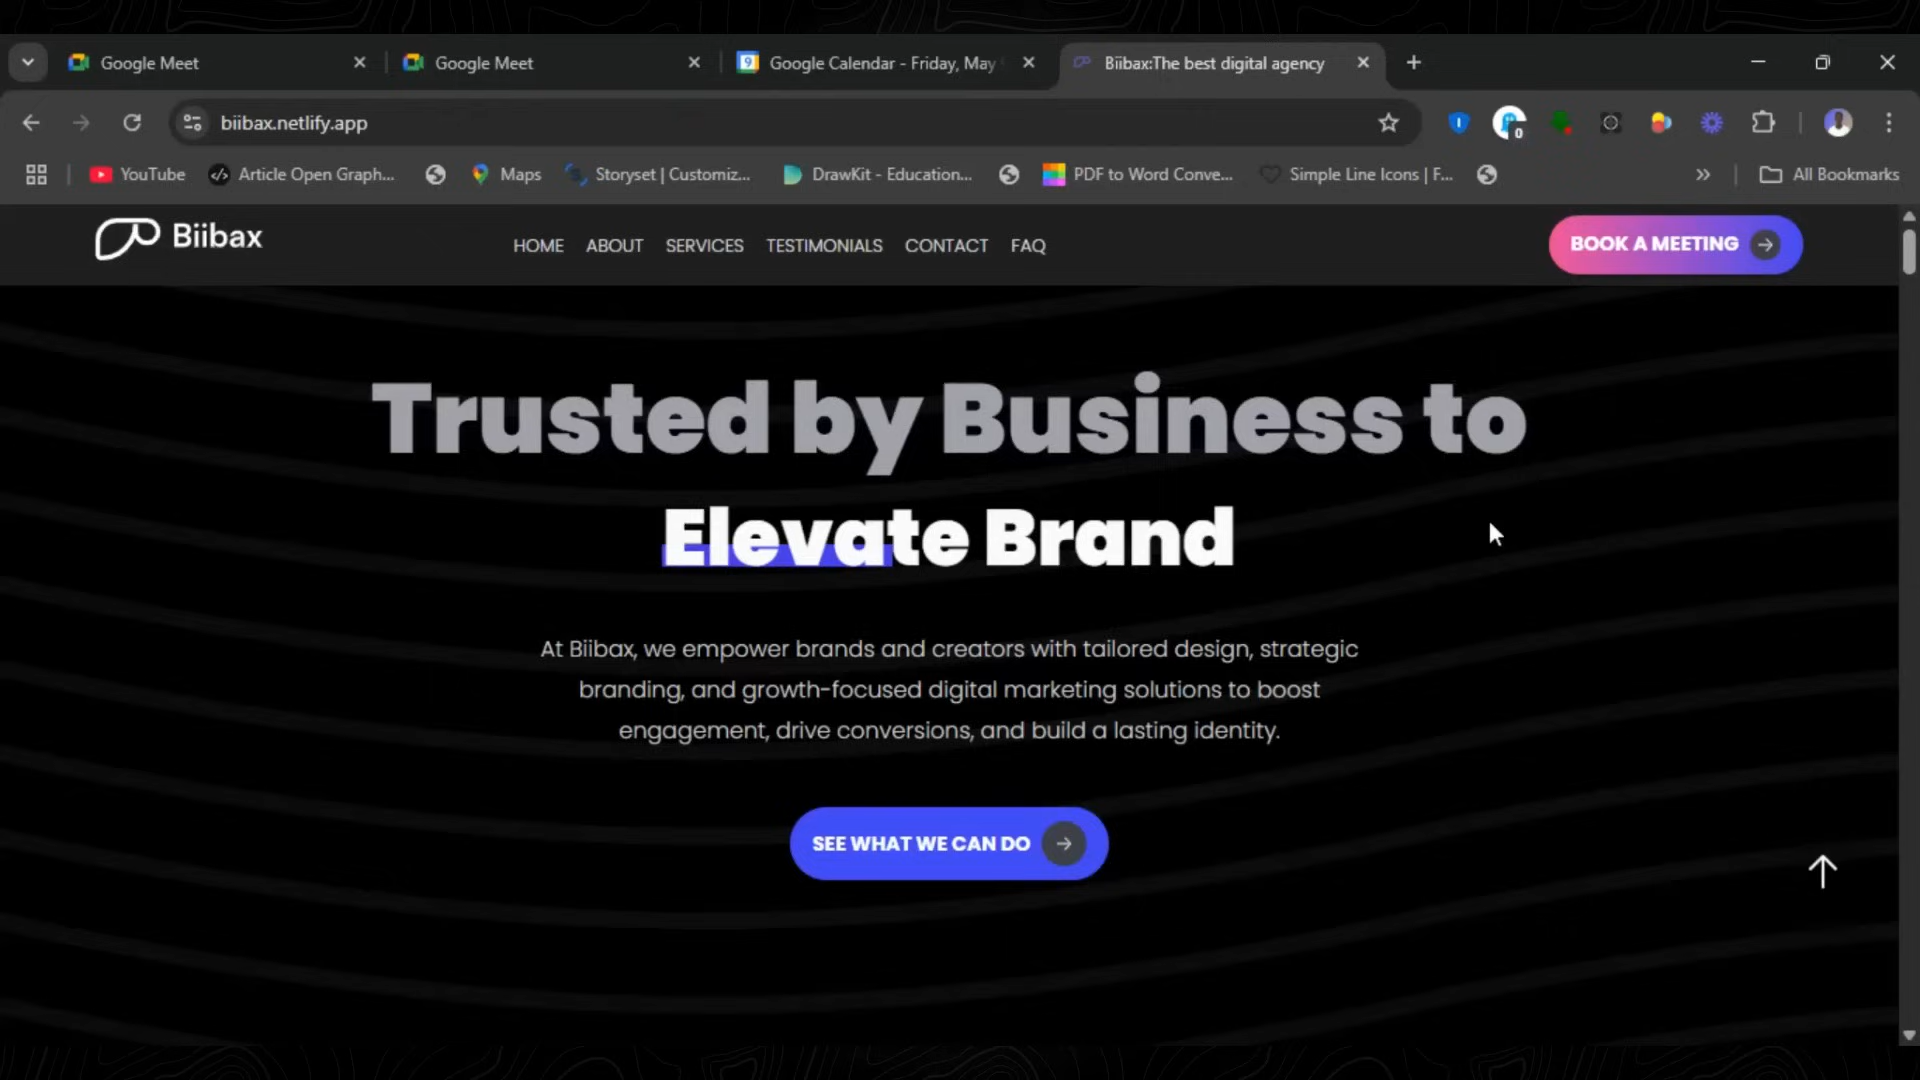 Google Meet
Google Meet
Google Calendar - Friday, May
Biibax:The best digital agency
biibax.netlify.app
0
YouTube
Article Open Graph...
Maps
Storyset | Customiz...
DrawKit - Education...
PDF to Word Conve...
Simple Line Icons | F...
All Bookmarks
Biibax
HOME
ABOUT
SERVICES
TESTIMONIALS
CONTACT
FAQ
BOOK A MEETING
Trusted by Business to
Elevate Brand
At Biibax, we empower brands and creators with tailored design, strategic
branding, and growth-focused digital marketing solutions to boost
engagement, drive conversions, and build a lasting identity.
SEE WHAT WE CAN DO